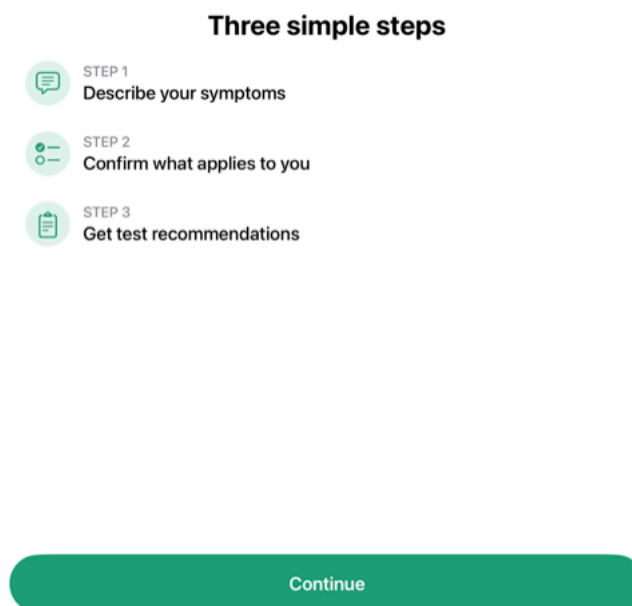 Three simple steps
STEP 1
Describe your symptoms
STEP 2
Confirm what applies to you
STEP 3
Get test recommendations
Continue